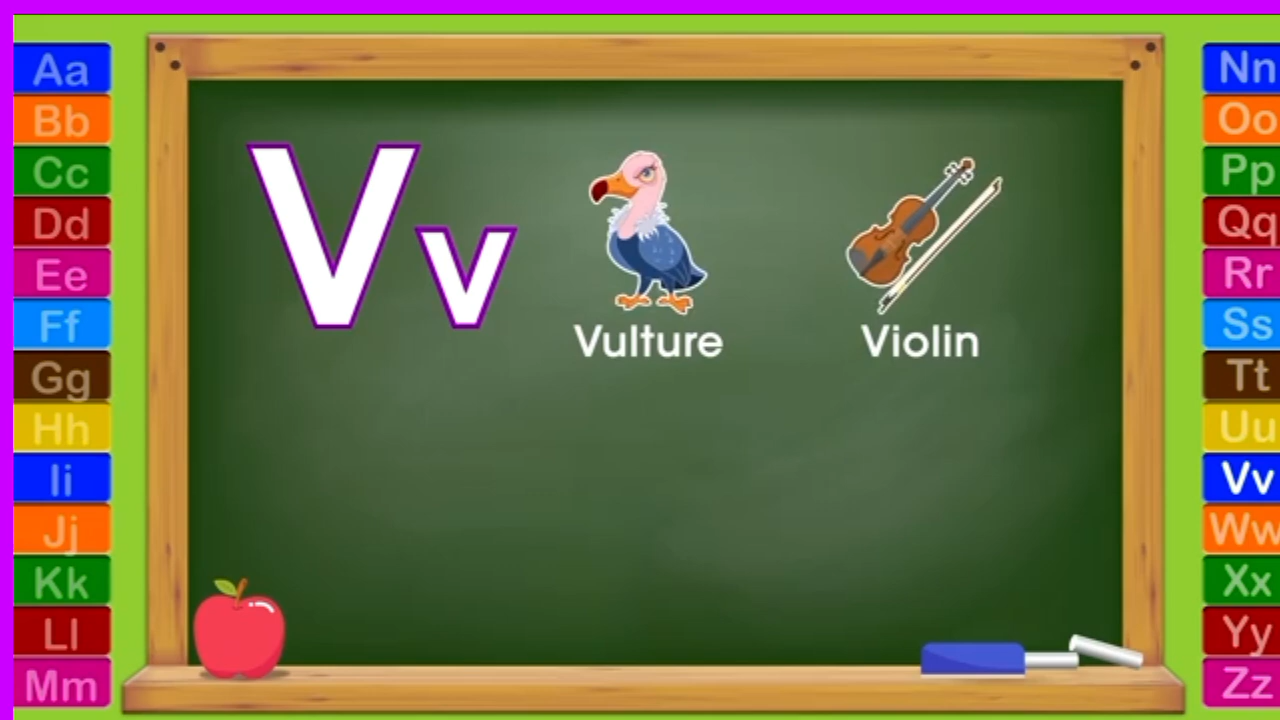 Aa
Bb
Cc
Dd
Ee
Ff
Gg
Hh
Ii
Jj
Kk
Ll
Mm
V v
Vulture
Violin
Nn
Oo
Pp
Qq
Rr
Ss
Tt
Uu
Vv
Ww
Xx
Yy
Zz